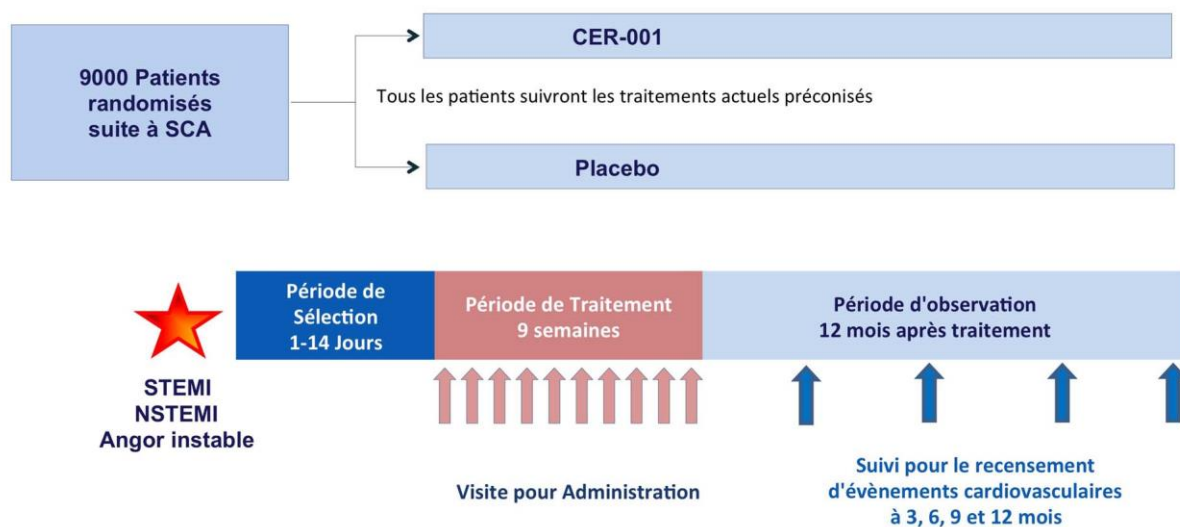 9000 Patients
randomisés
suite à SCA
CER-001
Tous les patients suivront les traitements actuels préconisés
Placebo
STEMI
NSTEMI
Angor instable
Période de
Sélection
1-14 Jours
Période de Traitement
9 semaines
Période d'observation
12 mois après traitement
Visite pour Administration
Suivi pour le recensement
d'évènements cardiovasculaires
à 3, 6, 9 et 12 mois